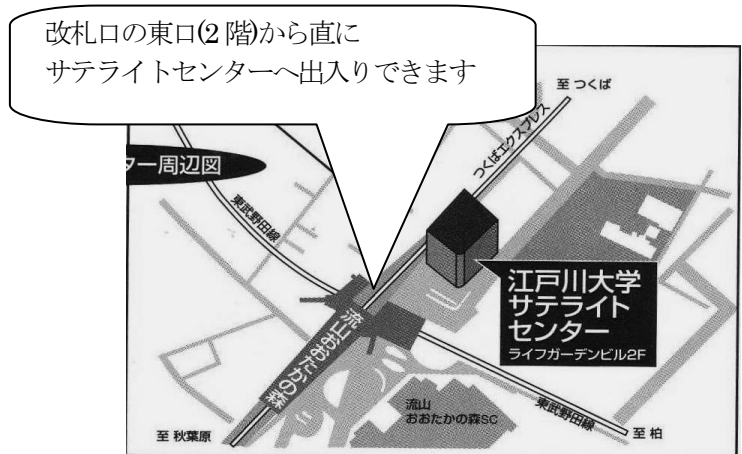 改札口の東口(2 階)から直に
サテライトセンターへ出入りできます
至 つくば
つくばエクスプレス
ター周辺図
東武野田線
江戸川大学
サテライト
センター
ライフガーデンビル2F
流山おおたかの森
流山
おおたかの森SC
東武野田線
至 秋葉原
至 柏